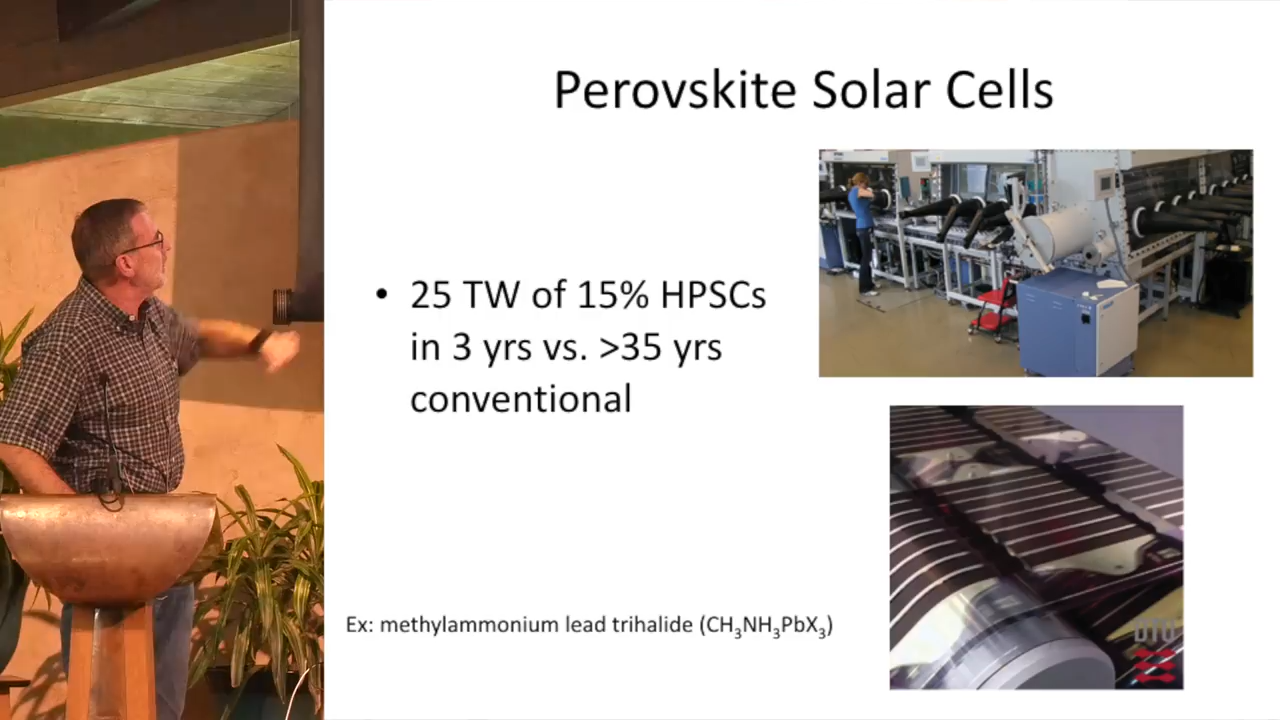 Perovskite Solar Cells
• 25 TW of 15% HPSCs
in 3 yrs vs. >35 yrs
conventional
Ex: methylammonium lead trihalide (CH₃NH₃PbX₃)
DTU